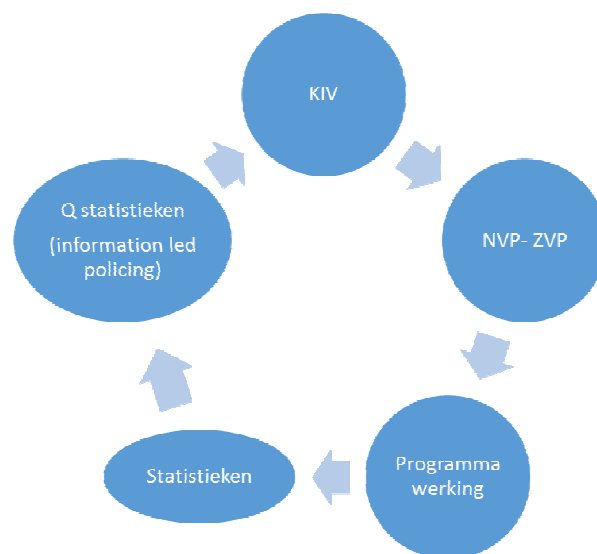 KIV
NVP- ZVP
Programma
werking
Statistieken
Q statistieken
(information led
policing)